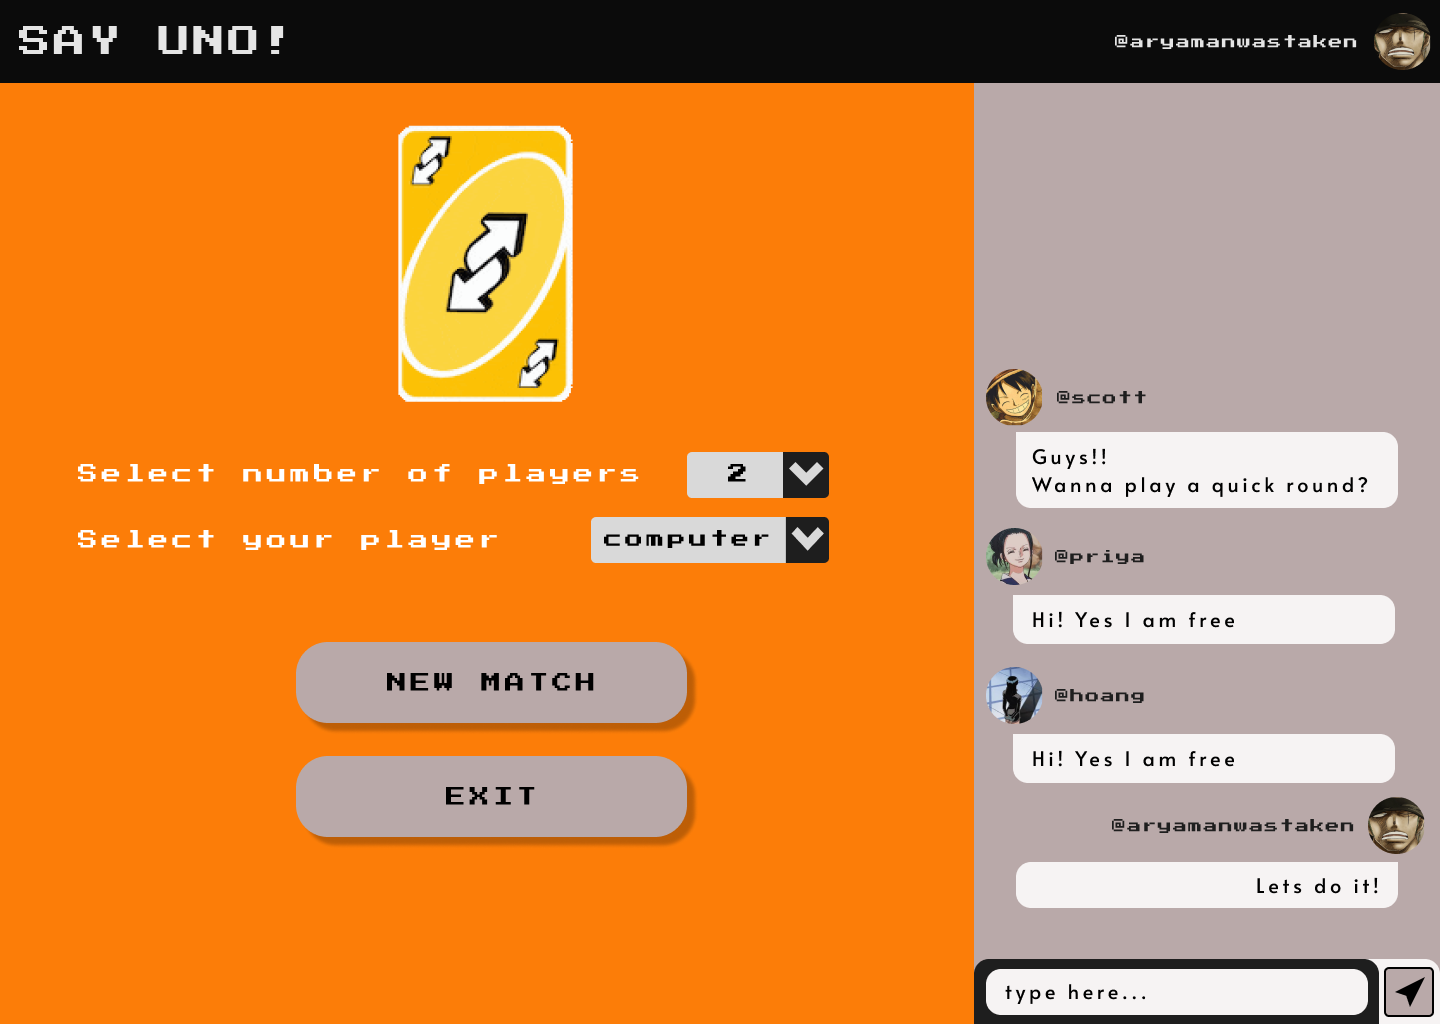 SAY UNO!
@aryamanwastaken
Select number of players
2
Select your player
computer
NEW MATCH
EXIT
@scott
Guys!!
Wanna play a quick round?
@priya
Hi! Yes I am free
@hoang
Hi! Yes I am free
@aryamanwastaken
Lets do it!
type here...